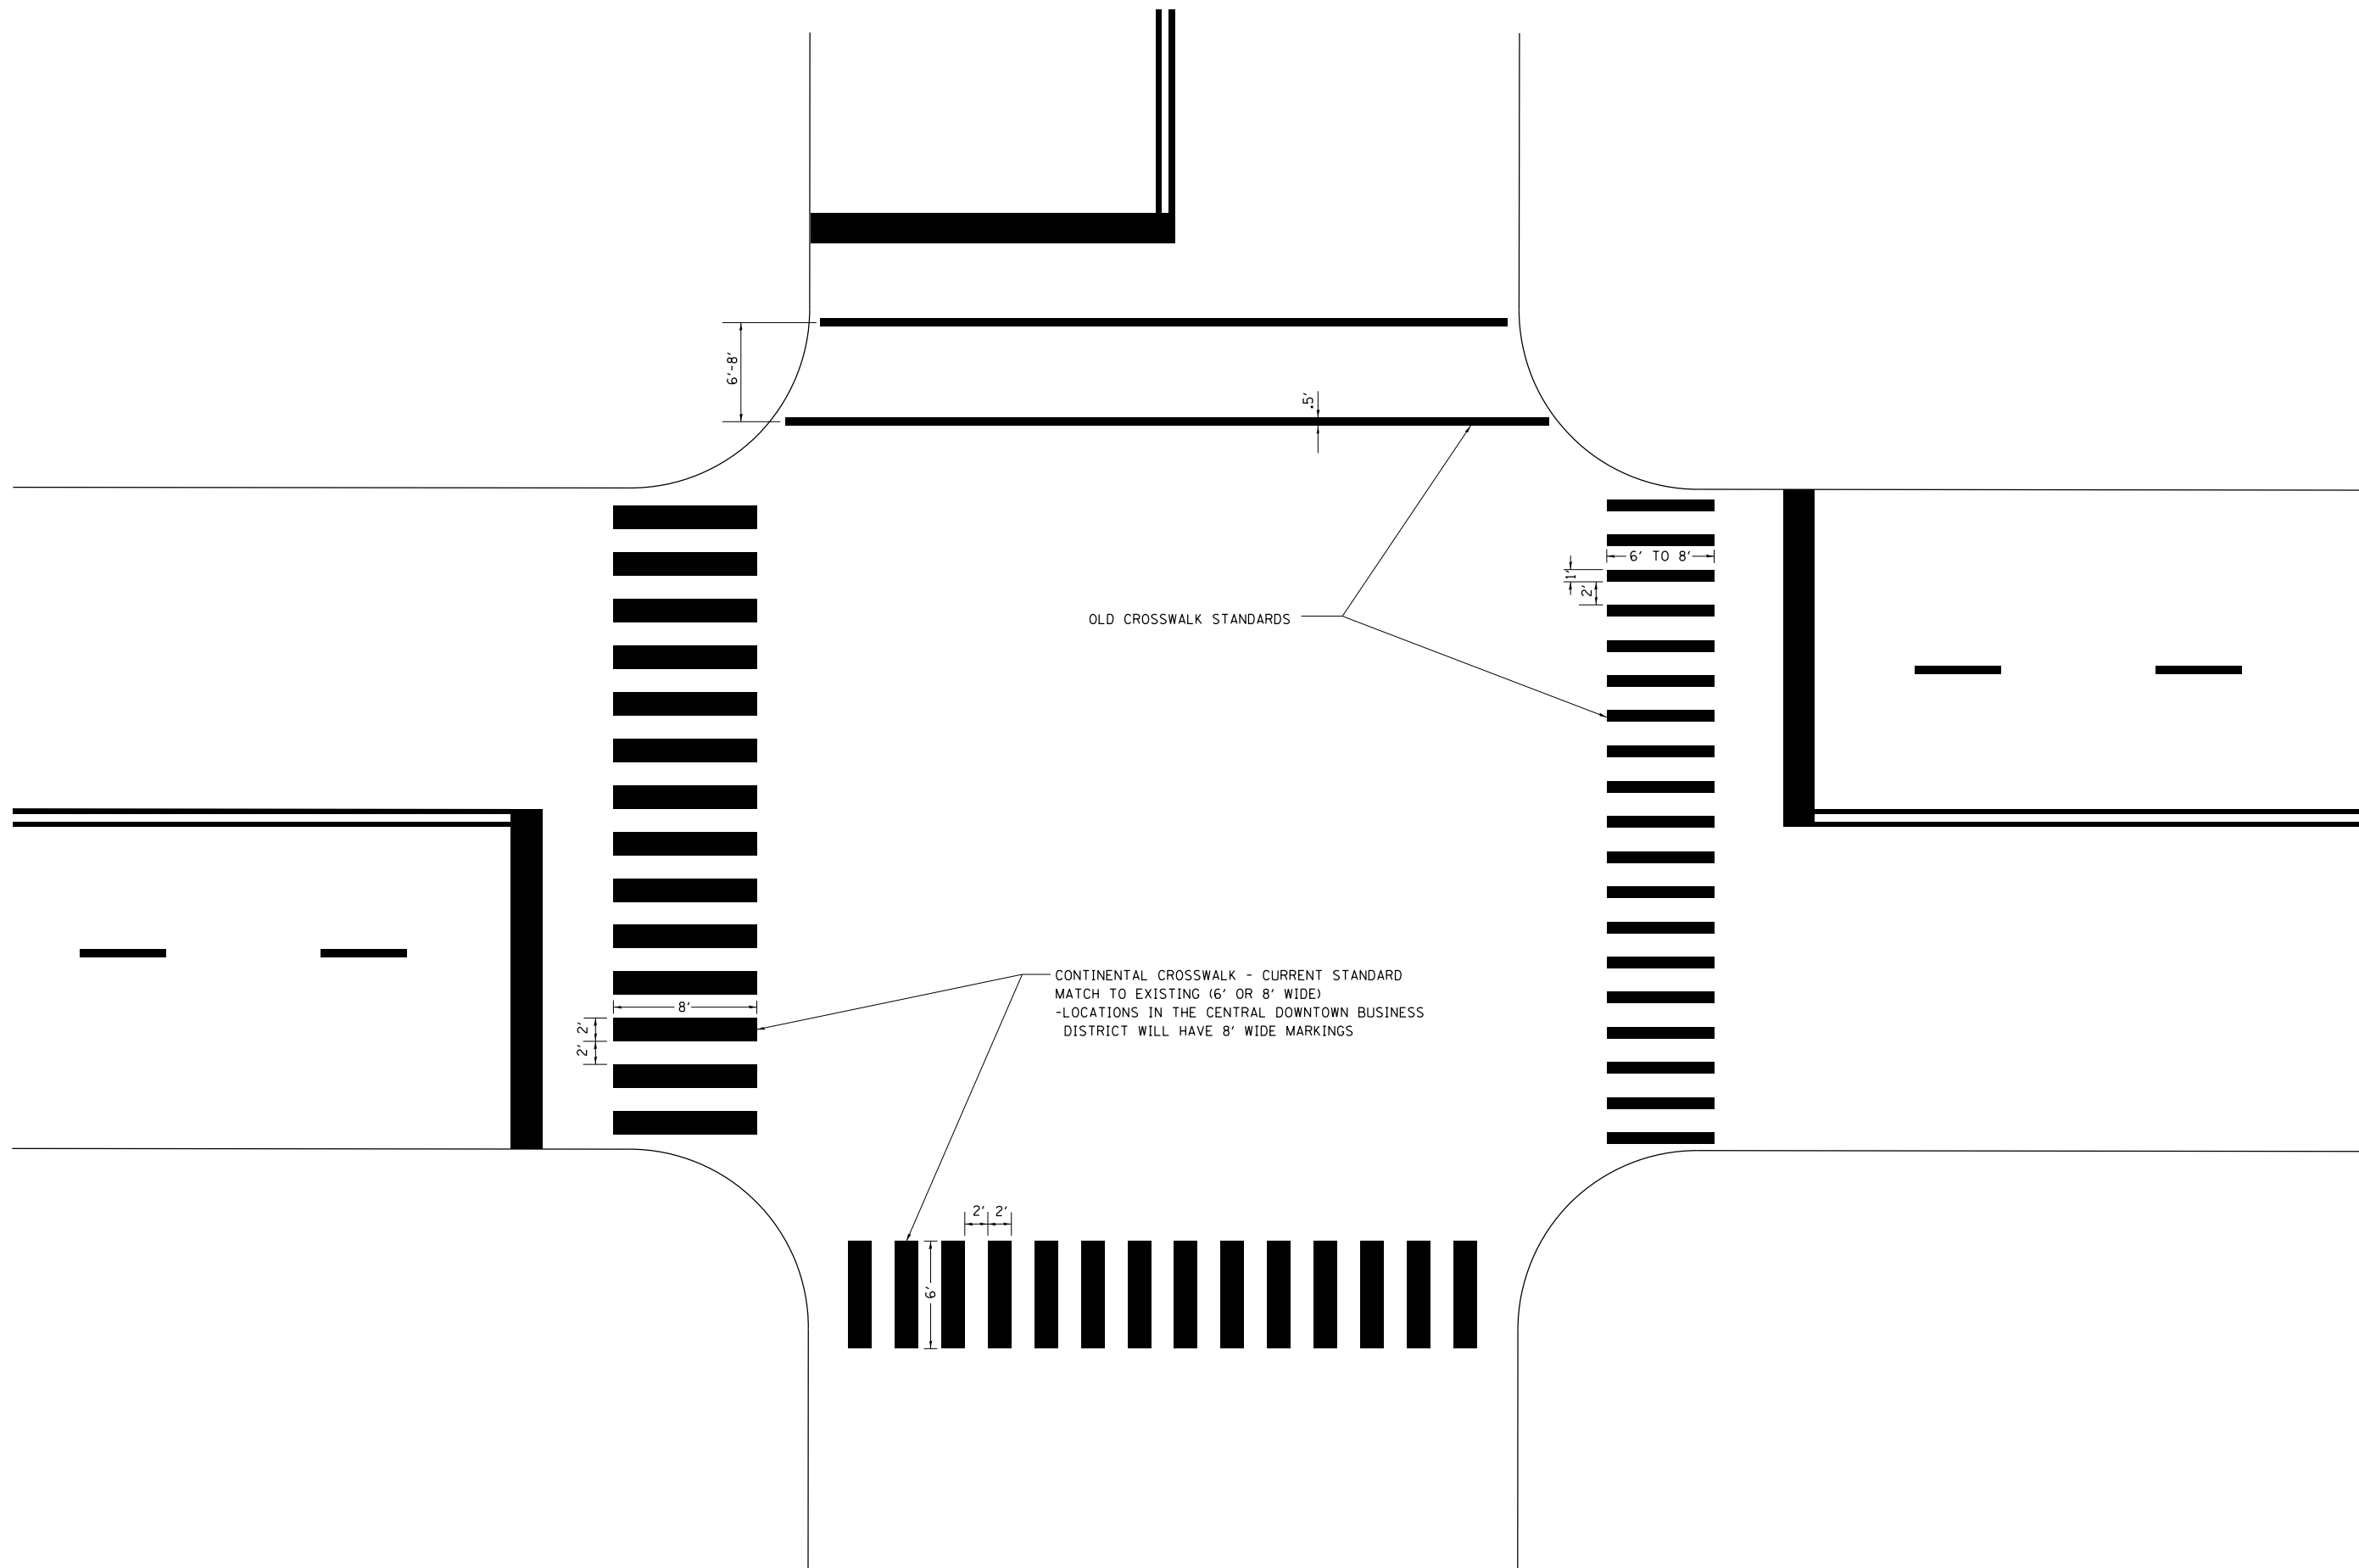 6'-8'
.5'
6' TO 8'
1'
2'
OLD CROSSWALK STANDARDS
CONTINENTAL CROSSWALK - CURRENT STANDARD
MATCH TO EXISTING (6' OR 8' WIDE)
-LOCATIONS IN THE CENTRAL DOWNTOWN BUSINESS
DISTRICT WILL HAVE 8' WIDE MARKINGS
8'
2'
2'
2' 2'
6'